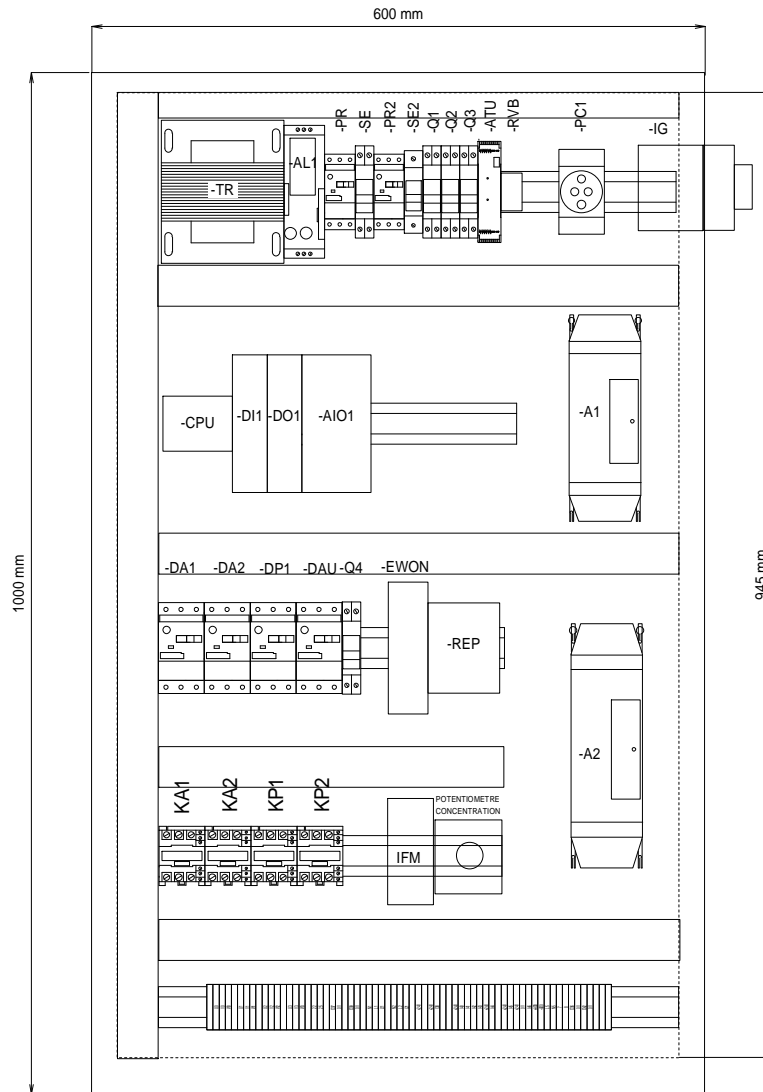 600 mm
-PR
-SE
-PR2
-SE2
-Q1
-Q2
-Q3
-ATU
-RVB
-PC1
-IG
-AL1
-TR
-A1
-CPU
-DI1
-DO1
-AIO1
1000 mm
945 mm
-DA1
-DA2
-DP1
-DAU
-Q4
-EWON
-REP
-A2
KA1
KA2
KP1
KP2
POTENTIOMETRE
CONCENTRATION
IFM